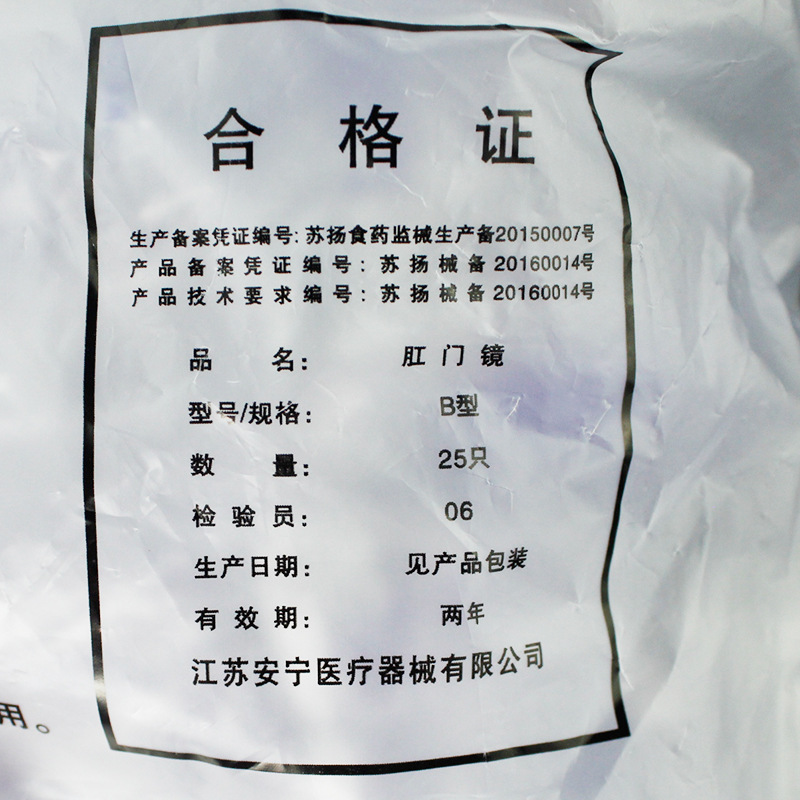 合格证
生产备案凭证编号:苏扬食药监械生产备20150007号
产品备案凭证编号:苏扬械备20160014号
产品技术要求编号:苏扬械备20160014号
品名:肛门镜
型号/规格:B型
数量:25只
检验员:06
生产日期:见产品包装
有效期:两年
江苏安宁医疗器械有限公司
用。